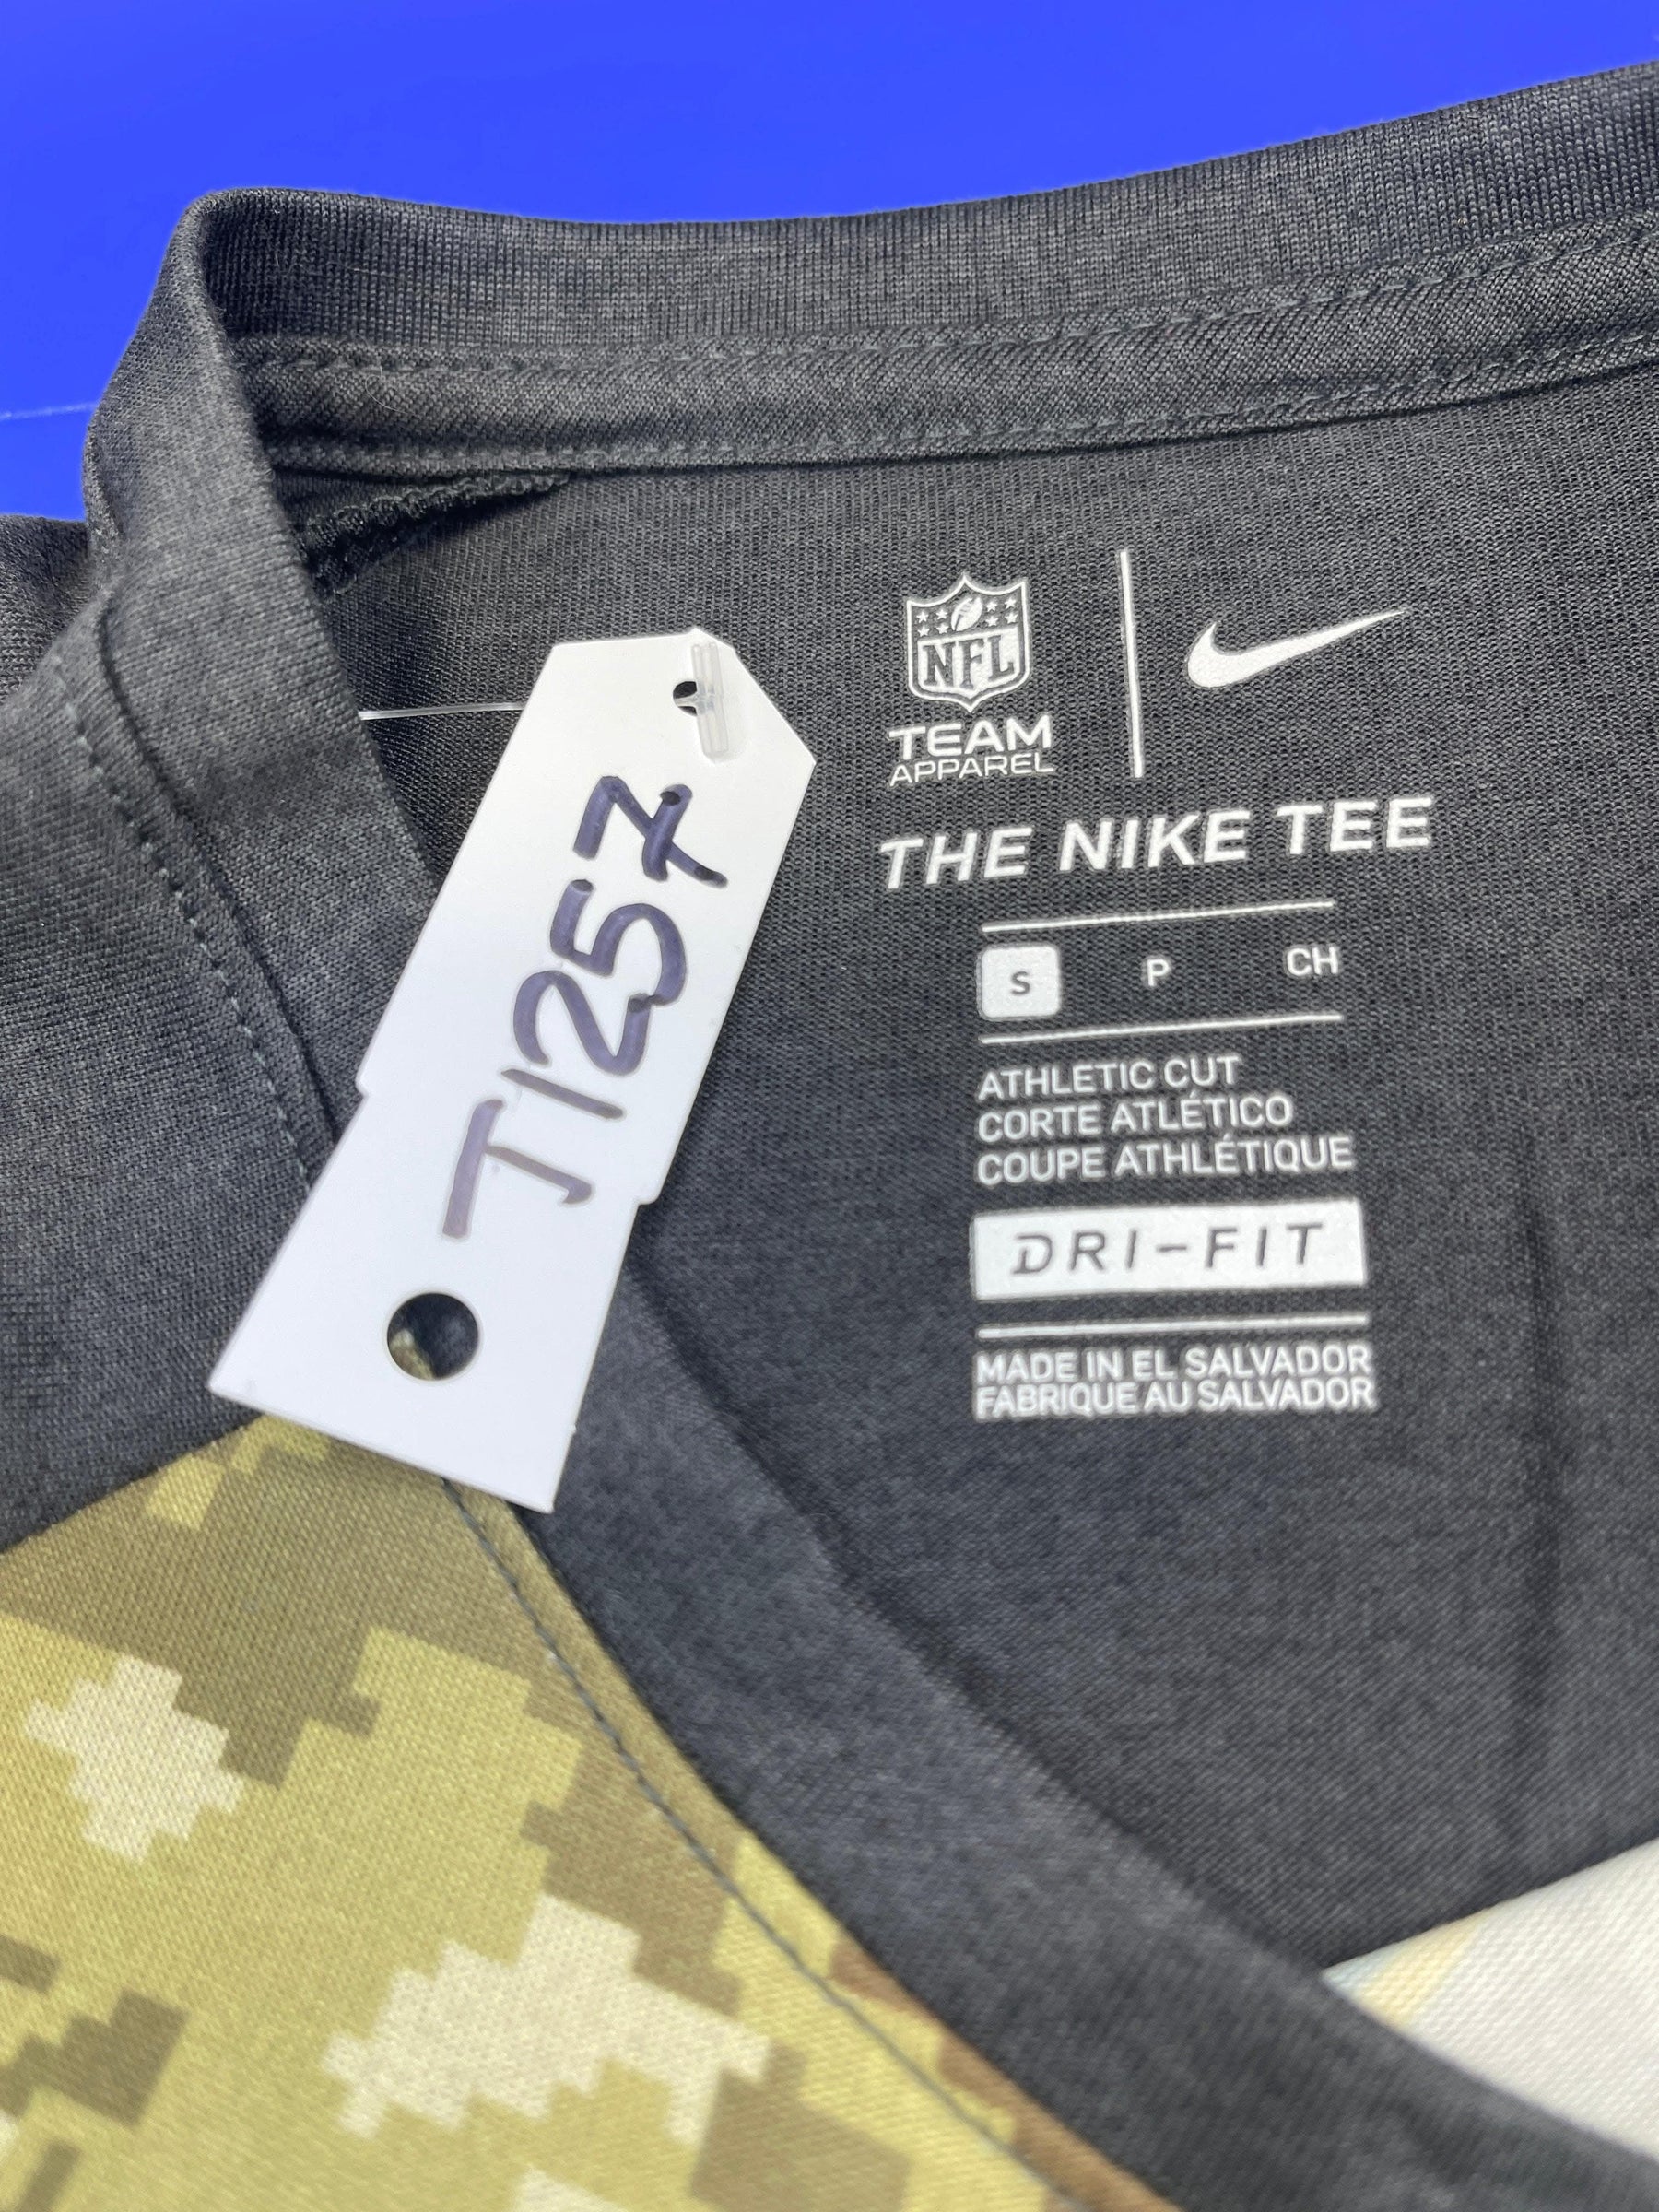 T1257
NFL
TEAM
APPAREL
THE NIKE TEE
S P CH
ATHLETIC CUT
CORTE ATLÉTICO
COUPE ATHLÉTIQUE
DRI-FIT
MADE IN EL SALVADOR
FABRIQUE AU SALVADOR